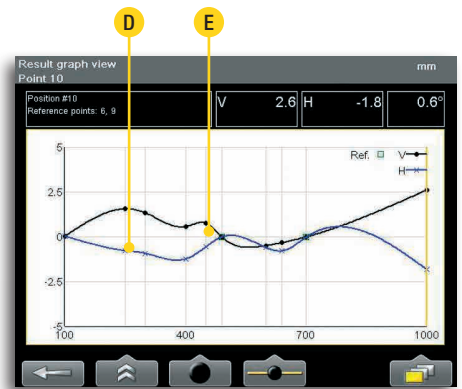 D E
Result graph view mm
Point 10
Position #10
Reference points: 6, 9
V 2.6 H -1.8 0.6°
5
Ref. V
H
2.5
0
-2.5
-5
100 400 700 1000